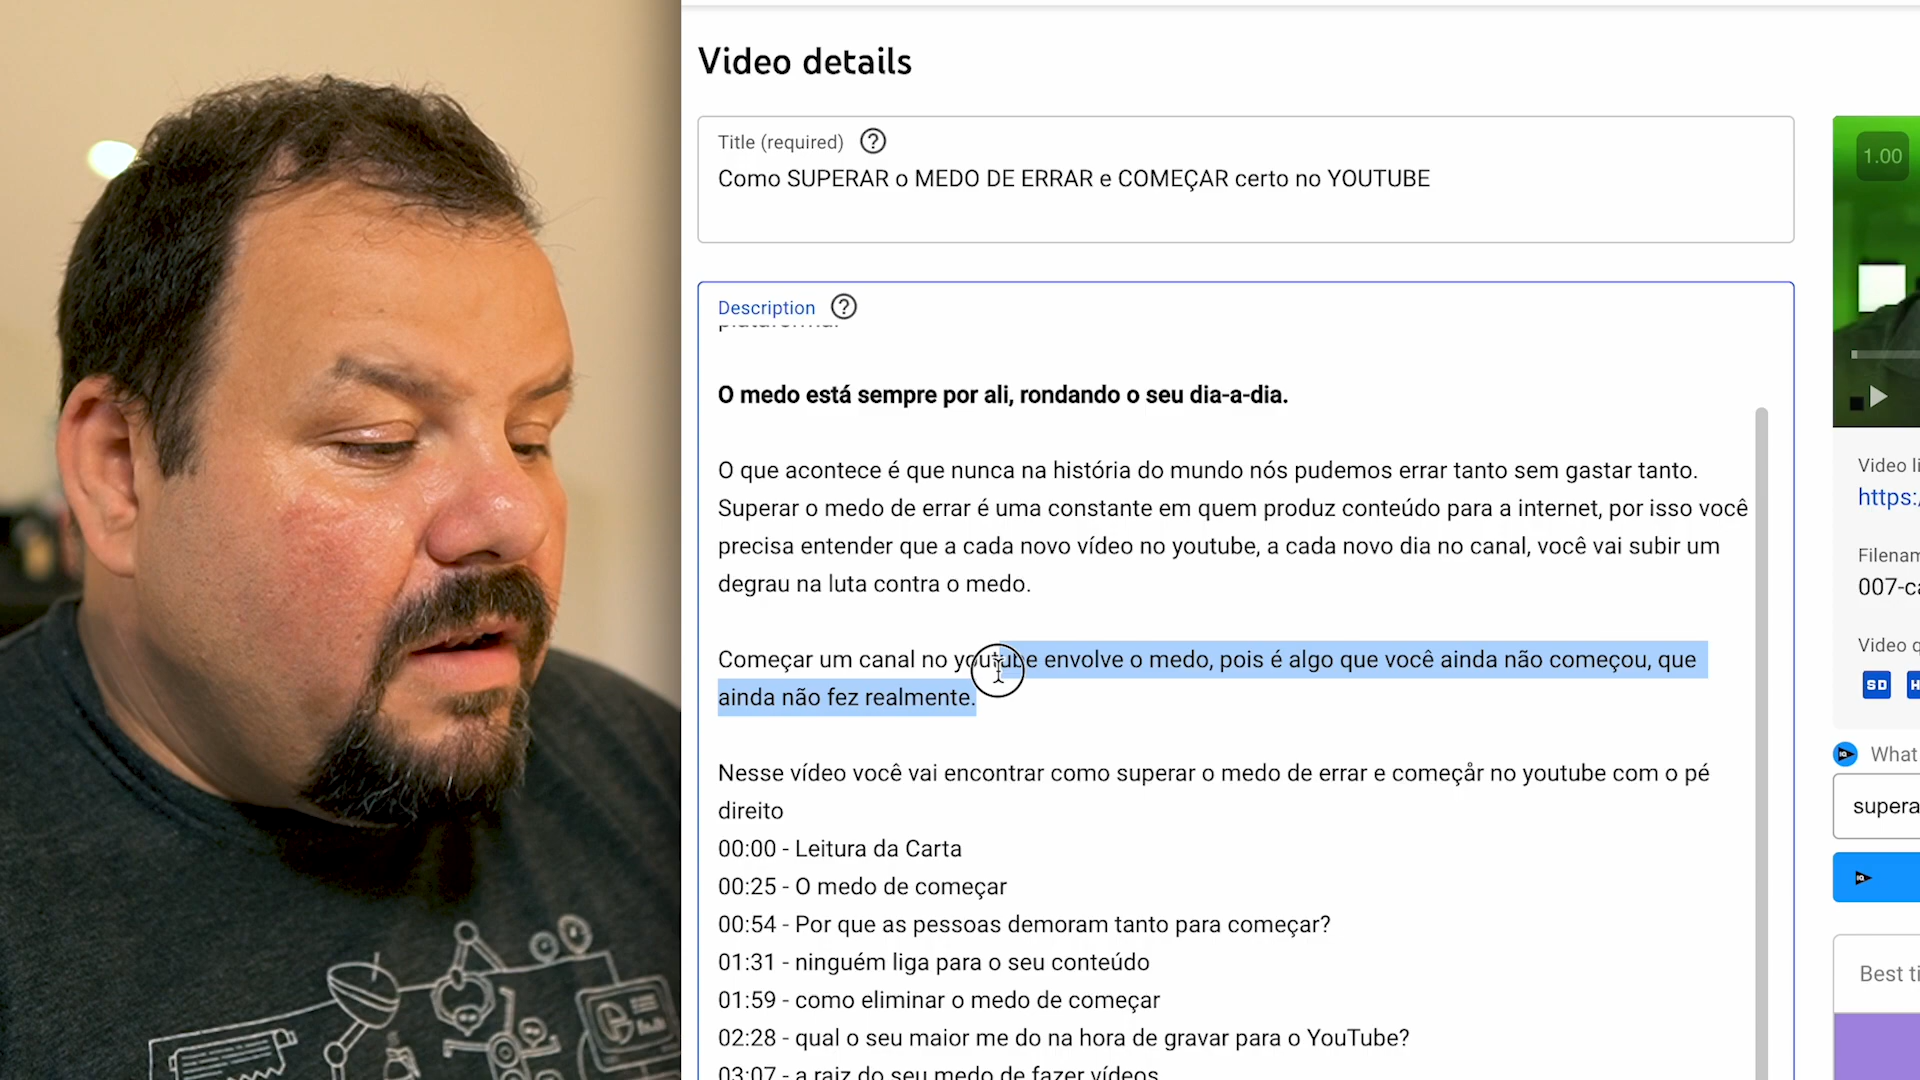 Video details
Title (required)
Como SUPERAR o MEDO DE ERRAR e COMEÇAR certo no YOUTUBE
1.00
Description
O medo está sempre por ali, rondando o seu dia-a-dia.
O que acontece é que nunca na história do mundo nós pudemos errar tanto sem gastar tanto.
Superar o medo de errar é uma constante em quem produz conteúdo para a internet, por isso você
precisa entender que a cada novo vídeo no youtube, a cada novo dia no canal, você vai subir um
degrau na luta contra o medo.
Começar um canal no youtube envolve o medo, pois é algo que você ainda não começou, que
ainda não fez realmente.
Nesse vídeo você vai encontrar como superar o medo de errar e começår no youtube com o pé
direito
00:00 - Leitura da Carta
00:25 - O medo de começar
00:54 - Por que as pessoas demoram tanto para começar?
01:31 - ninguém liga para o seu conteúdo
01:59 - como eliminar o medo de começar
02:28 - qual o seu maior me do na hora de gravar para o YouTube?
03:07 - a raiz do seu medo de fazer vídeos
Video li
https:/
Filenam
007-ca
Video q
SD
H
What
supera
Best ti